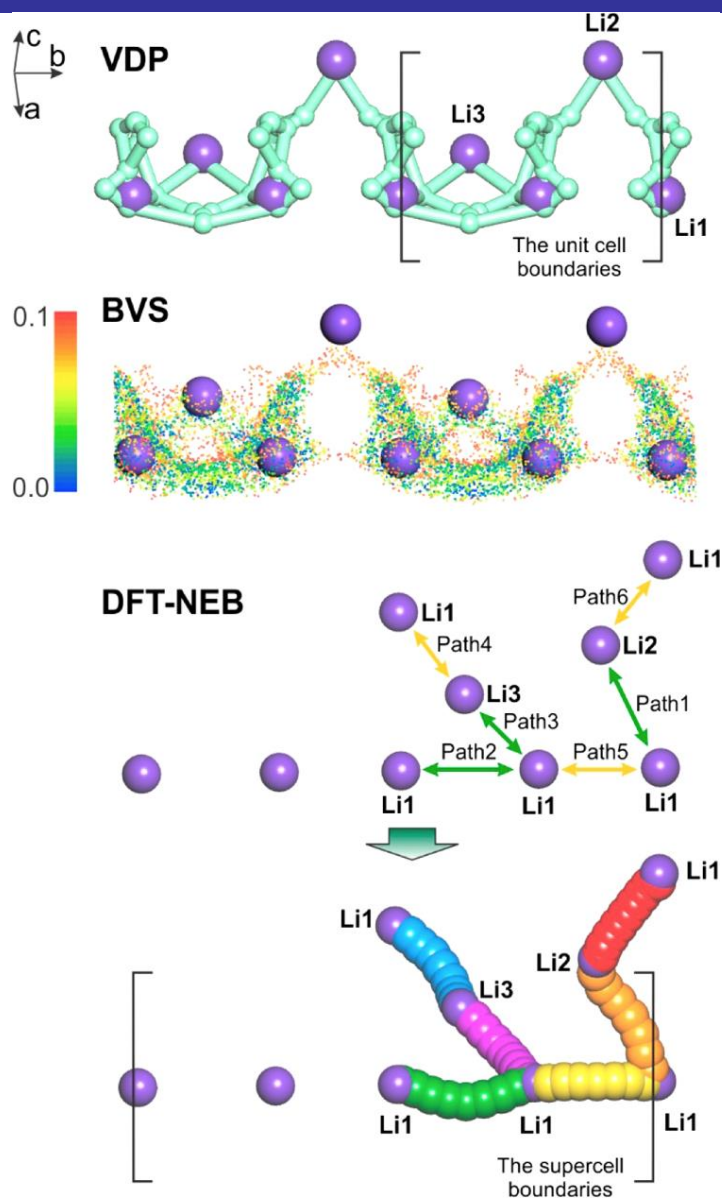 c
b
a
VDP
Li2
Li3
Li1
The unit cell
boundaries
BVS
0.1
0.0
DFT-NEB
Li1
Path6
Li1
Path4
Li2
Li3
Path3
Path1
Path2
Path5
Li1
Li1
Li1
Li1
Li1
Li2
Li3
Li1
Li1
Li1
The supercell
boundaries